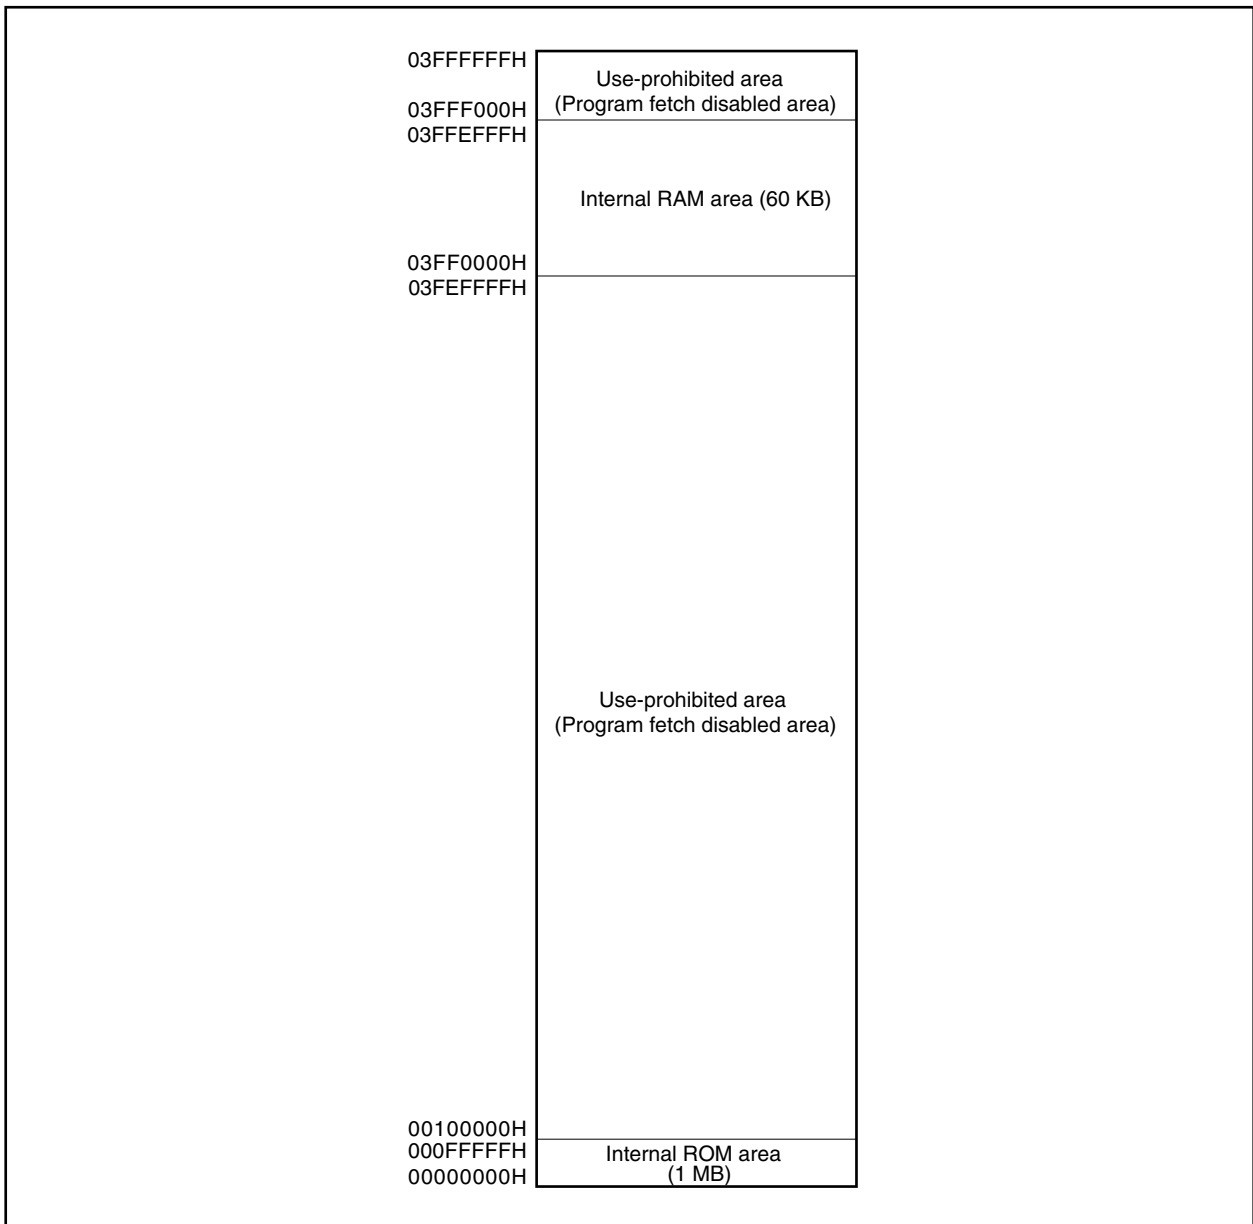 03FFFFFFH
Use-prohibited area
(Program fetch disabled area)
03FFF000H
03FFEFFFH
Internal RAM area (60 KB)
03FF0000H
03FEFFFFH
Use-prohibited area
(Program fetch disabled area)
00100000H
000FFFFFH
Internal ROM area
(1 MB)
00000000H